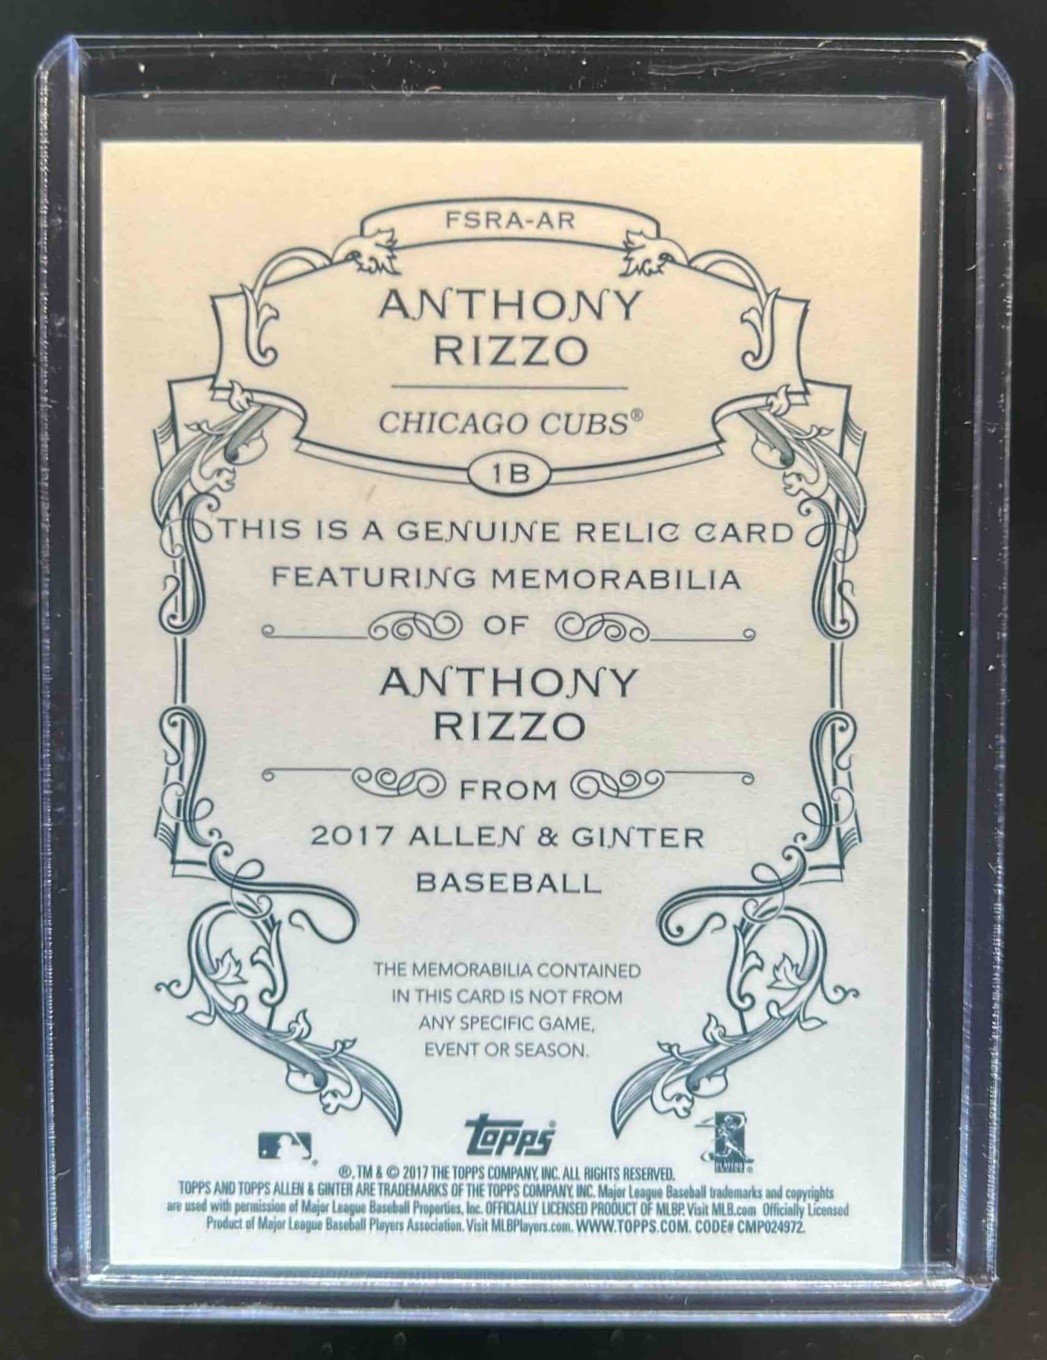 FSRA-AR
ANTHONY
RIZZO
CHICAGO CUBS®
1B
THIS IS A GENUINE RELIC CARD
FEATURING MEMORABILIA
OF
ANTHONY
RIZZO
FROM
2017 ALLEN & GINTER
BASEBALL
THE MEMORABILIA CONTAINED
IN THIS CARD IS NOT FROM
ANY SPECIFIC GAME,
EVENT OR SEASON.
topps®
®, TM & © 2017 THE TOPPS COMPANY, INC. ALL RIGHTS RESERVED.
TOPPS AND TOPPS ALLEN & GINTER ARE TRADEMARKS OF THE TOPPS COMPANY, INC. Major League Baseball trademarks and copyrights
are used with permission of Major League Baseball Properties, Inc. OFFICIALLY LICENSED PRODUCT OF MLBP. Visit MLB.com Officially Licensed
Product of Major League Baseball Players Association. Visit MLBPlayers.com. WWW.TOPPS.COM. CODE# CMP024972.